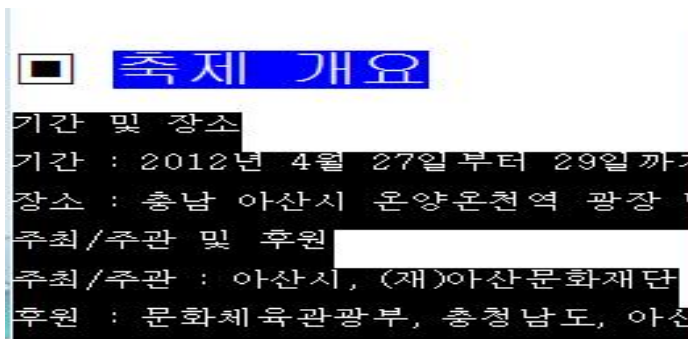 ▣ 축제 개요
기간 및 장소
기간 : 2012년 4월 27일부터 29일까지
장소 : 충남 아산시 온양온천역 광장
주최/주관 및 후원
주최/주관 : 아산시, (재)아산문화재단
후원 : 문화체육관광부, 충청남도,